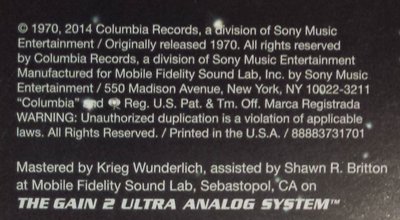 © 1970, 2014 Columbia Records, a division of Sony Music
Entertainment / Originally released 1970. All rights reserved
by Columbia Records, a division of Sony Music Entertainment
Manufactured for Mobile Fidelity Sound Lab, Inc. by Sony Music
Entertainment / 550 Madison Avenue, New York, NY 10022-3211
"Columbia" and Reg. U.S. Pat. & Tm. Off. Marca Registrada
WARNING: Unauthorized duplication is a violation of applicable
laws. All Rights Reserved. / Printed in the U.S.A. / 88883731701
Mastered by Krieg Wunderlich, assisted by Shawn R. Britton
at Mobile Fidelity Sound Lab, Sebastopol, CA on
THE GAIN 2 ULTRA ANALOG SYSTEM™